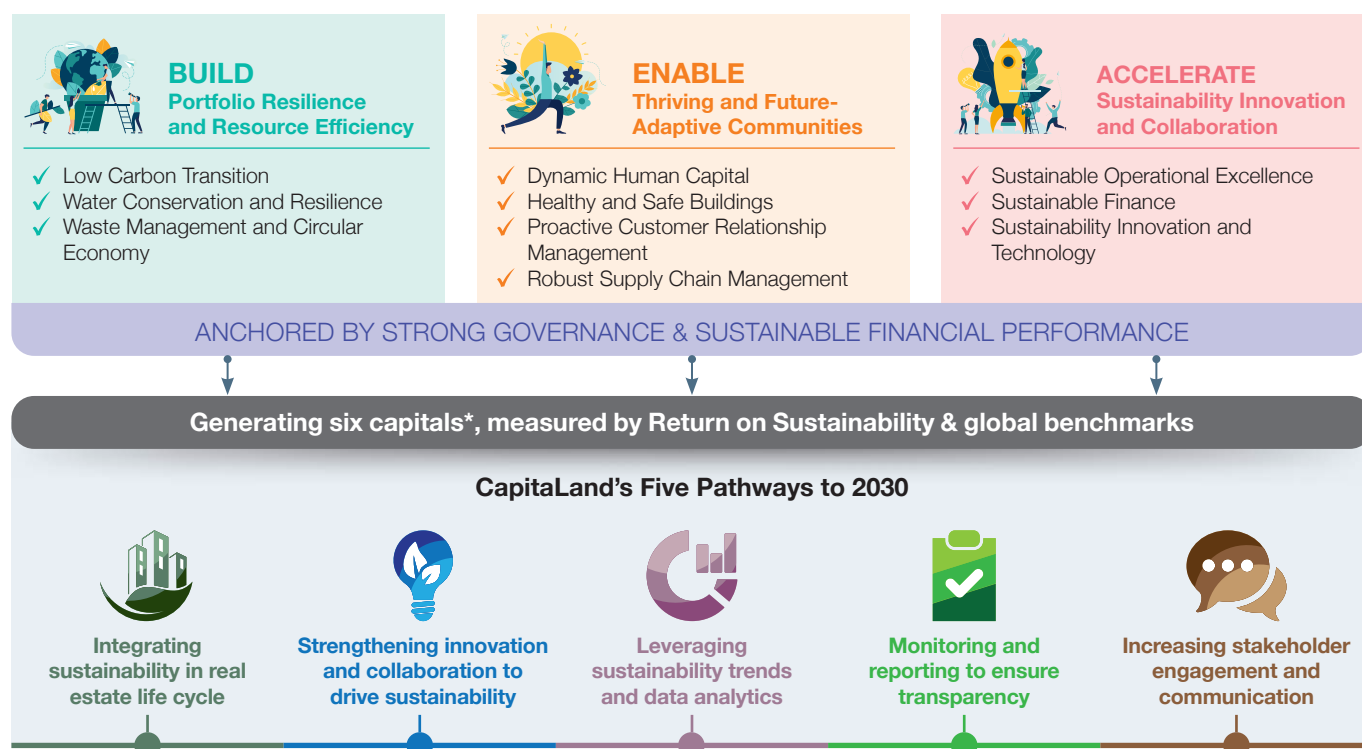 BUILD
Portfolio Resilience
and Resource Efficiency
Low Carbon Transition
Water Conservation and Resilience
Waste Management and Circular
Economy
ENABLE
Thriving and Future-
Adaptive Communities
Dynamic Human Capital
Healthy and Safe Buildings
Proactive Customer Relationship
Management
Robust Supply Chain Management
ACCELERATE
Sustainability Innovation
and Collaboration
Sustainable Operational Excellence
Sustainable Finance
Sustainability Innovation and
Technology
ANCHORED BY STRONG GOVERNANCE & SUSTAINABLE FINANCIAL PERFORMANCE
Generating six capitals*, measured by Return on Sustainability & global benchmarks
CapitaLand's Five Pathways to 2030
Integrating
sustainability in real
estate life cycle
Strengthening innovation
and collaboration to
drive sustainability
Leveraging
sustainability trends
and data analytics
Monitoring and
reporting to ensure
transparency
Increasing stakeholder
engagement and
communication